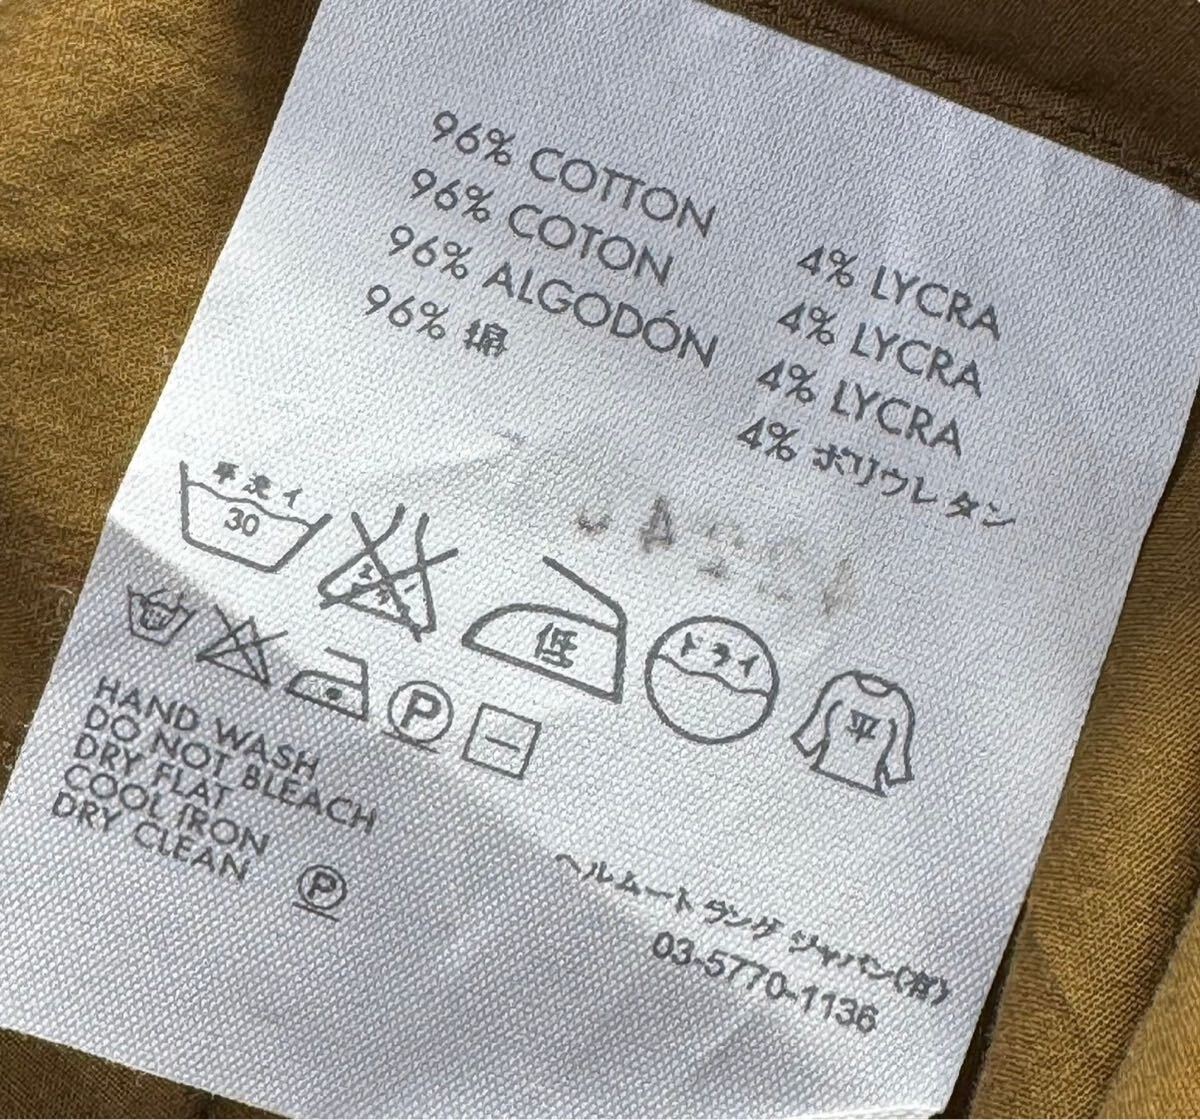 96% COTTON 4% LYCRA
96% COTON 4% LYCRA
96% ALGODÓN 4% LYCRA
96% 綿 4% ポリウレタン
手洗イ
30
低
ドライ
平
P
HAND WASH
DO NOT BLEACH
DRY FLAT
COOL IRON
DRY CLEAN P
ヘルムート ラング ジャパン(有)
03-5770-1136